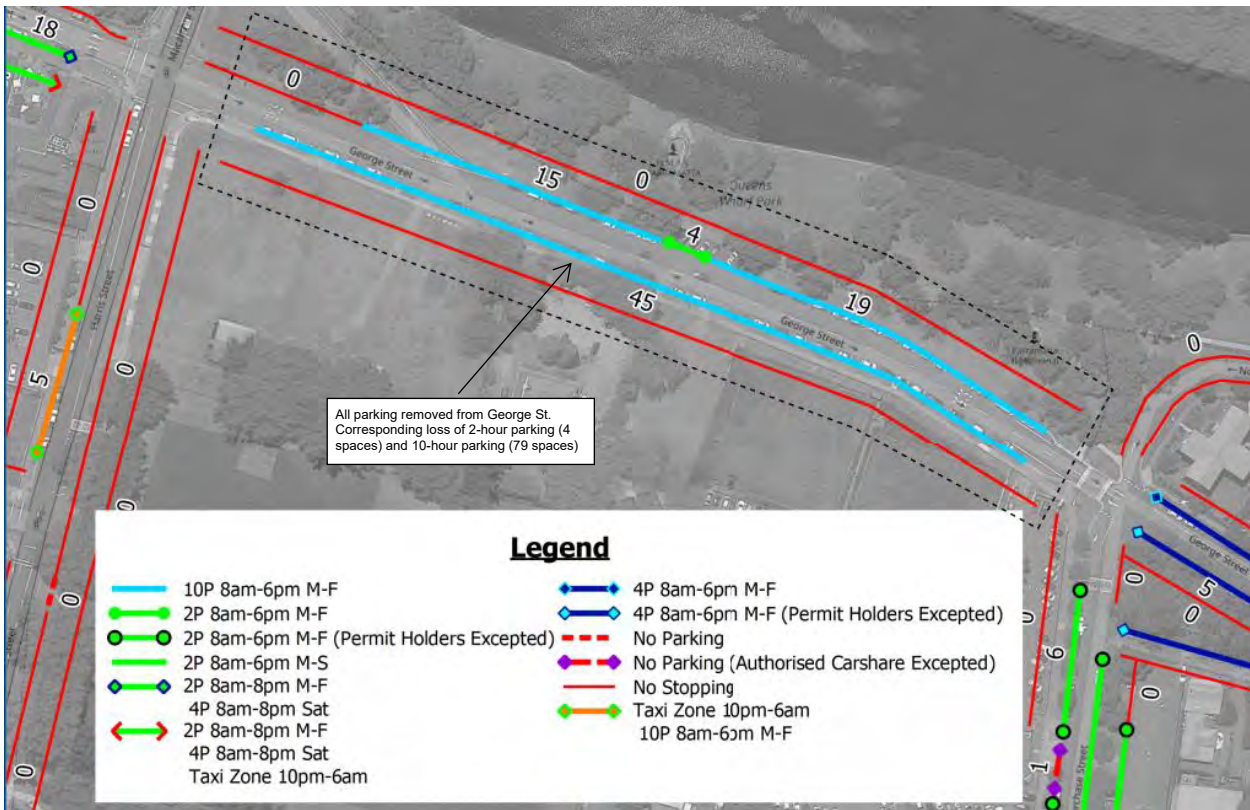 18
0
George Street
15
0
Queens
Wharf Park
4
45
19
George Street
0
0
0
Harris Street
5
0
All parking removed from George St.
Corresponding loss of 2-hour parking (4
spaces) and 10-hour parking (79 spaces)
0
0
George Street
5
0
0
6
0
1
0
0
Legend
10P 8am-6pm M-F
2P 8am-6pm M-F
2P 8am-6pm M-F (Permit Holders Excepted)
2P 8am-6pm M-S
2P 8am-8pm M-F
4P 8am-8pm Sat
2P 8am-8pm M-F
4P 8am-8pm Sat
Taxi Zone 10pm-6am
4P 8am-6pm M-F
4P 8am-6pm M-F (Permit Holders Excepted)
No Parking
No Parking (Authorised Carshare Excepted)
No Stopping
Taxi Zone 10pm-6am
10P 8am-6pm M-F